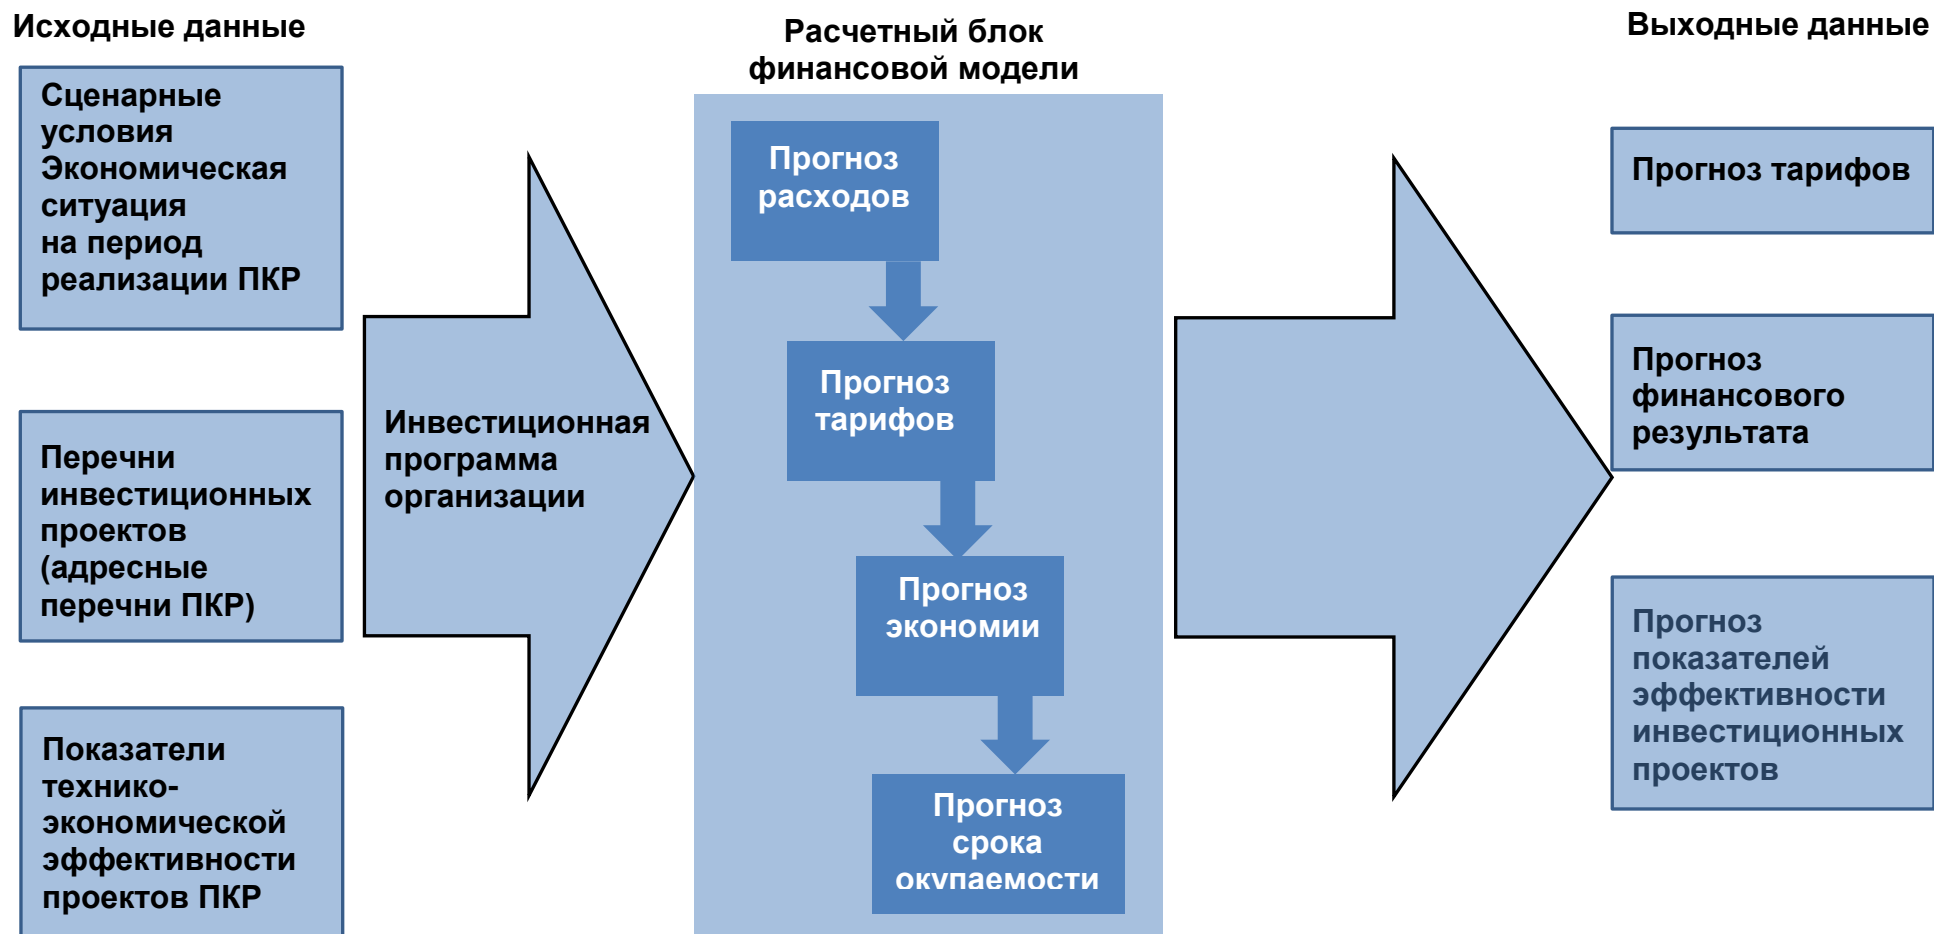 Исходные данные
Сценарные
условия
Экономическая
ситуация
на период
реализации ПКР
Перечни
инвестиционных
проектов
(адресные
перечни ПКР)
Показатели
технико-
экономической
эффективности
проектов ПКР
Инвестиционная
программа
организации
Расчетный блок
финансовой модели
Прогноз
расходов
Прогноз
тарифов
Прогноз
экономии
Прогноз
срока
окупаемости
Выходные данные
Прогноз тарифов
Прогноз
финансового
результата
Прогноз
показателей
эффективности
инвестиционных
проектов